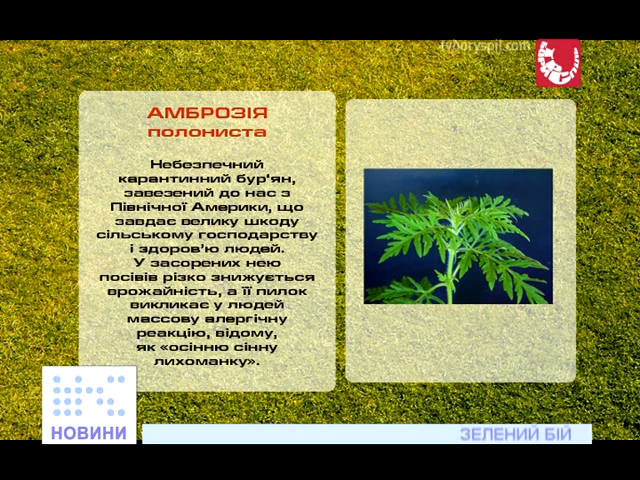 tvboryspil.com
АМБРОЗІЯ
полониста
Небезпечний
карантинний бур'ян,
завезений до нас з
Північної Америки, що
завдає велику шкоду
сільському господарству
і здоров'ю людей.
У засорених нею
посівів різко знижується
врожайність, а її пилок
викликає у людей
массову алергічну
реакцію, відому,
як «осінню сінну
лихоманку».
НОВИНИ
ЗЕЛЕНИЙ БІЙ